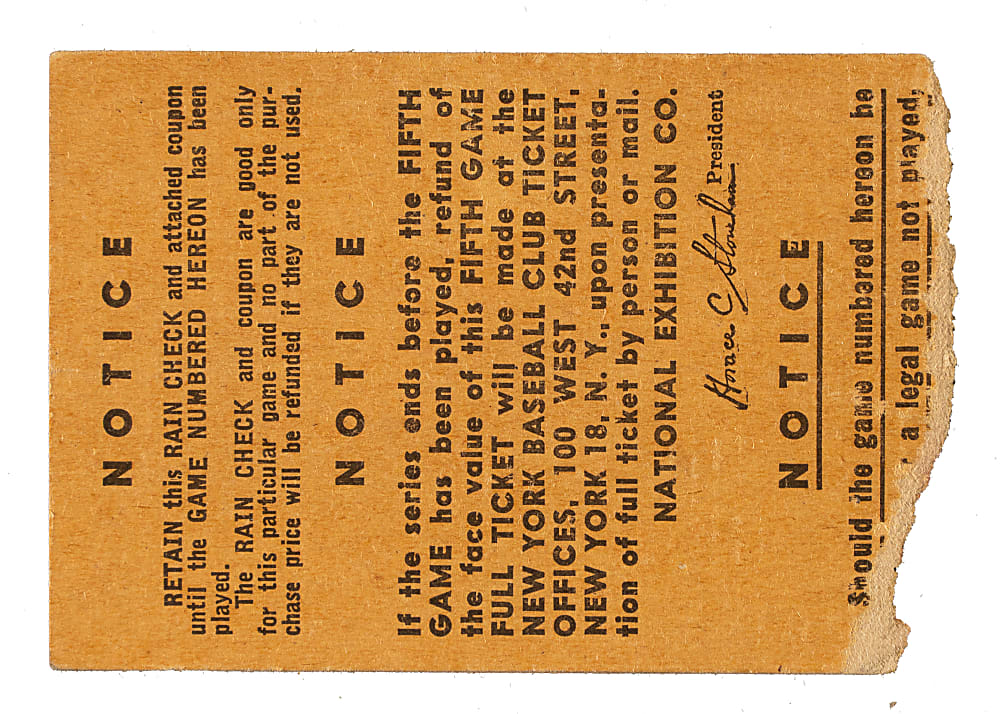 NOTICE
RETAIN this RAIN CHECK and attached coupon
until the GAME NUMBERED HEREON has been
played.
The RAIN CHECK and coupon are good only
for this particular game and no part of the pur-
chase price will be refunded if they are not used.
NOTICE
If the series ends before the FIFTH
GAME has been played, refund of
the face value of this FIFTH GAME
FULL TICKET will be made at the
NEW YORK BASEBALL CLUB TICKET
OFFICES, 100 WEST 42nd STREET,
NEW YORK 18, N. Y., upon presenta-
tion of full ticket by person or mail.
NATIONAL EXHIBITION CO.
Horace C Stoneham President
NOTICE
Should the game numbered hereon be
a legal game not played,